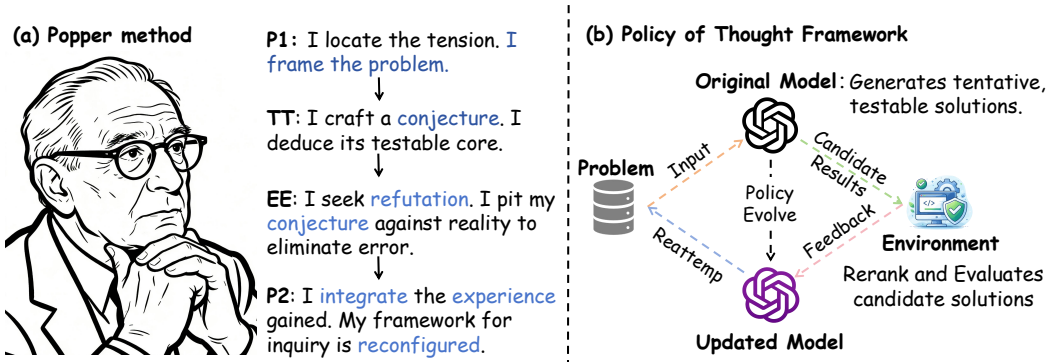 (a) Popper method
P1: I locate the tension. I
frame the problem.
TT: I craft a conjecture. I
deduce its testable core.
EE: I seek refutation. I pit my
conjecture against reality to
eliminate error.
P2: I integrate the experience
gained. My framework for
inquiry is reconfigured.
(b) Policy of Thought Framework
Original Model: Generates tentative,
testable solutions.
Problem
Input
Candidate
Results
Policy
Evolve
Reattemp
Feedback
Environment
Rerank and Evaluates
candidate solutions
Updated Model